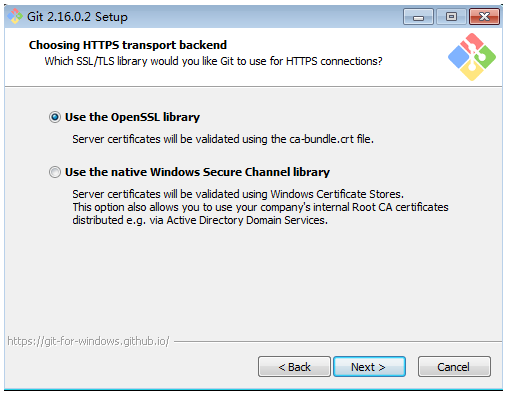 Git 2.16.0.2 Setup
Choosing HTTPS transport backend
Which SSL/TLS library would you like Git to use for HTTPS connections?
Use the OpenSSL library
Server certificates will be validated using the ca-bundle.crt file.
Use the native Windows Secure Channel library
Server certificates will be validated using Windows Certificate Stores.
This option also allows you to use your company's internal Root CA certificates
distributed e.g. via Active Directory Domain Services.
https://git-for-windows.github.io/
< Back
Next >
Cancel